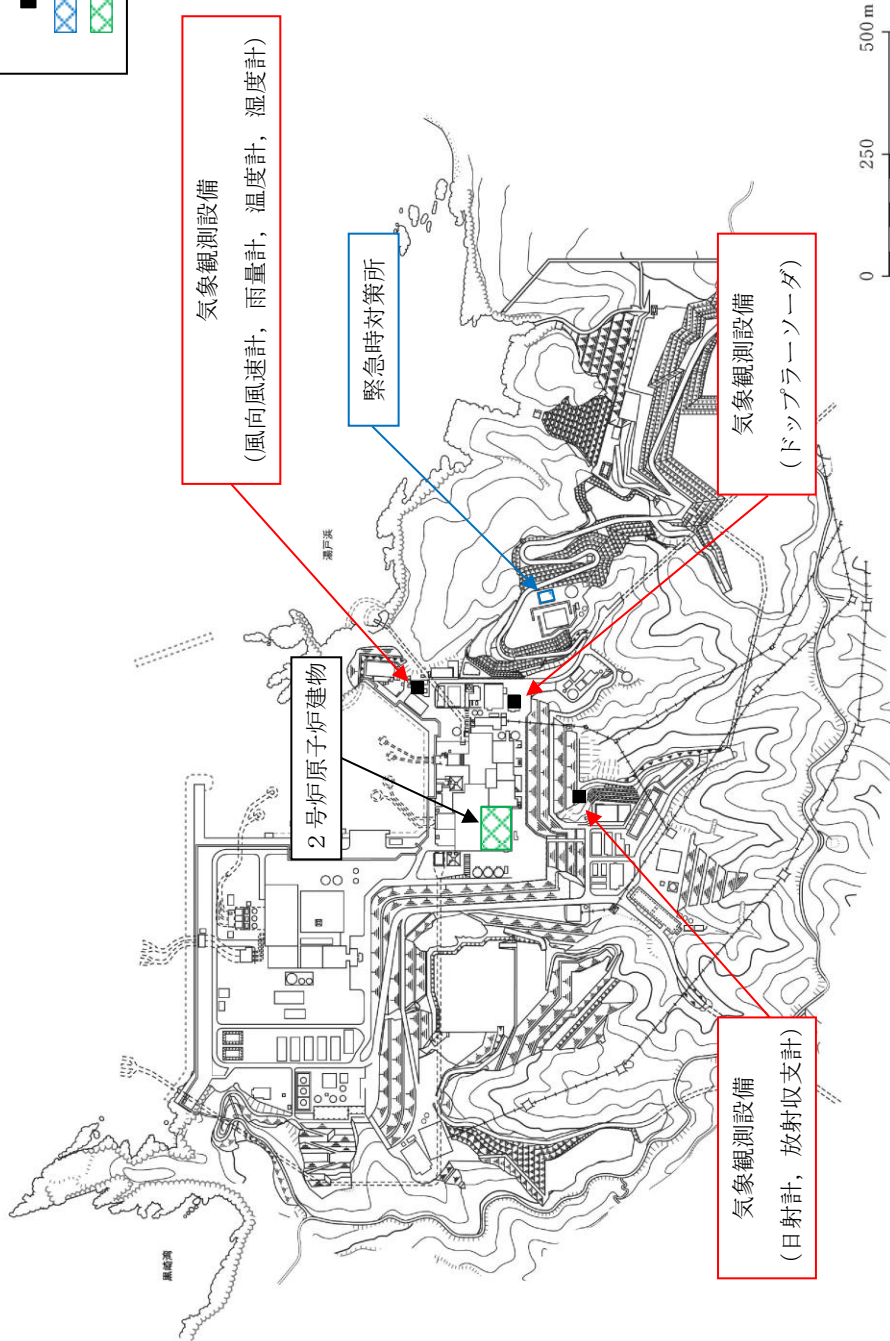 気象観測設備
(風向風速計，雨量計，温度計，湿度計)
緊急時対策所
2号炉原子炉建物
気象観測設備
(ドップラーソーダ)
気象観測設備
(日射計，放射収支計)
0
250
500 m